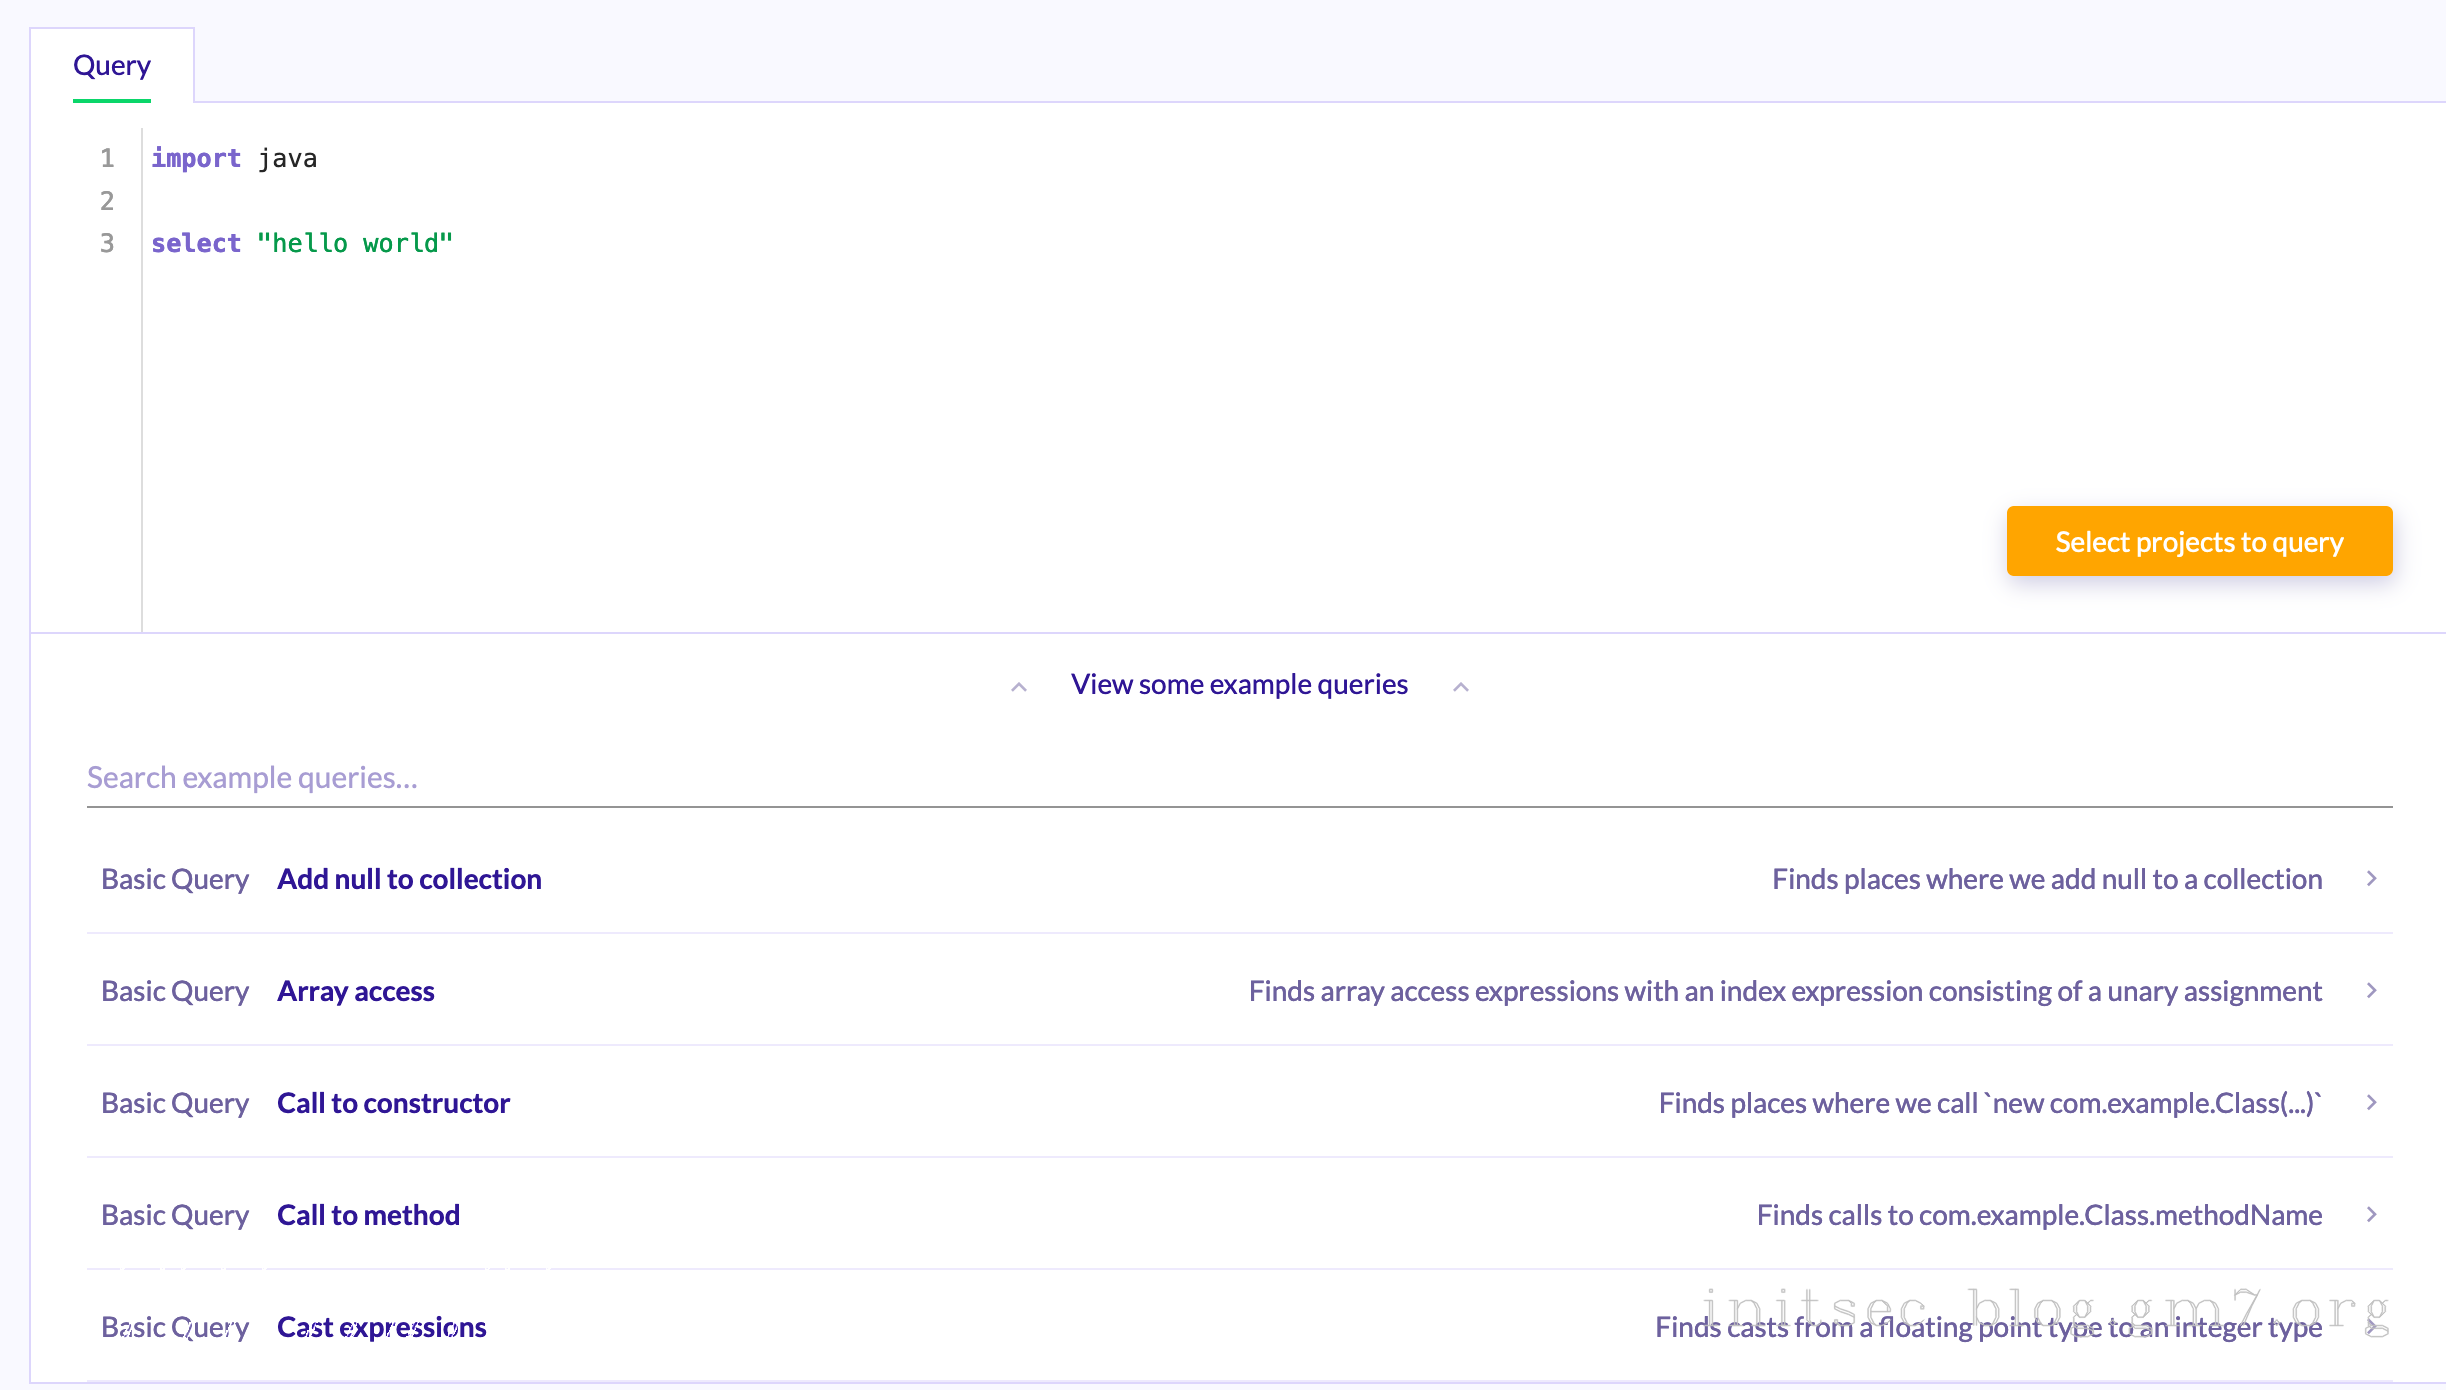 Query
1 import java
2
3 select "hello world"
Select projects to query
View some example queries
Search example queries...
Basic Query Add null to collection Finds places where we add null to a collection
Basic Query Array access Finds array access expressions with an index expression consisting of a unary assignment
Basic Query Call to constructor Finds places where we call `new com.example.Class(...)`
Basic Query Call to method Finds calls to com.example.Class.methodName
initsec blog.gm7.org
Basic Query Cast expressions Finds casts from a floating point type to an integer type